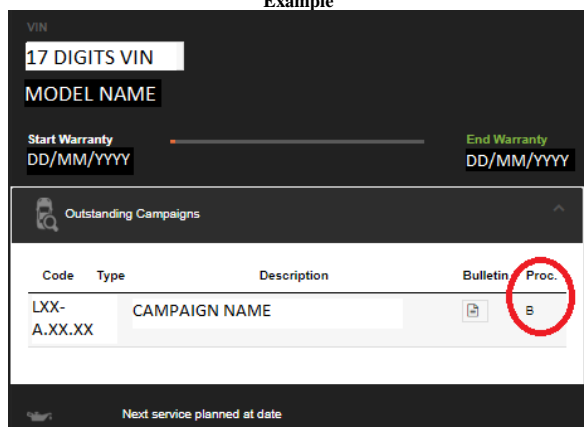 Example
VIN
17 DIGITS VIN
MODEL NAME
Start Warranty End Warranty
DD/MM/YYYY DD/MM/YYYY
Outstanding Campaigns
Code Type Description Bulletin Proc.
LXX- CAMPAIGN NAME B
A.XX.XX
Next service planned at date